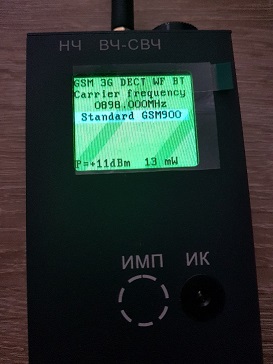 НЧ ВЧ-СВЧ
GSM 3G DECT WF BT
Carrier frequency
0898.000MHz
Standard GSM900
P=+11dBm 13 mW
ИМП ИК